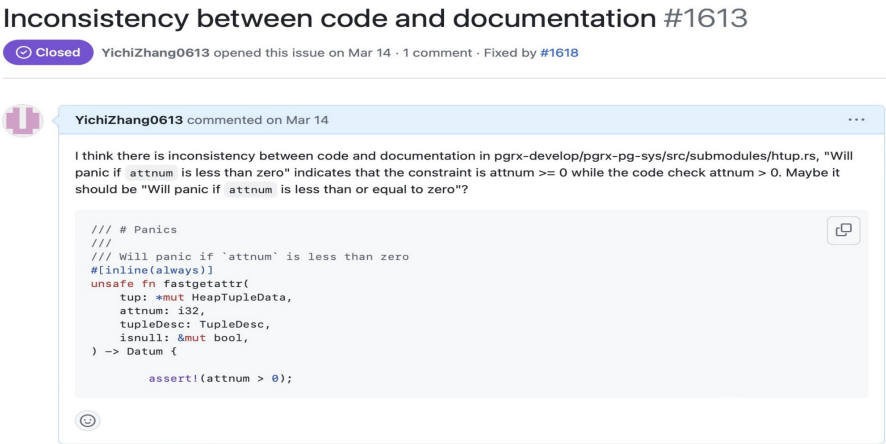 Inconsistency between code and documentation #1613
Closed YichiZhang0613 opened this issue on Mar 14 · 1 comment · Fixed by #1618
YichiZhang0613 commented on Mar 14
I think there is inconsistency between code and documentation in pgrx-develop/pgrx-pg-sys/src/submodules/htup.rs, "Will
panic if attnum is less than zero" indicates that the constraint is attnum >= 0 while the code check attnum > 0. Maybe it
should be "Will panic if attnum is less than or equal to zero"?
/// # Panics
///
/// Will panic if `attnum` is less than zero
#[inline(always)]
unsafe fn fastgetattr(
    tup: *mut HeapTupleData,
    attnum: i32,
    tupleDesc: TupleDesc,
    isnull: &mut bool,
) -> Datum {
        assert!(attnum > 0);